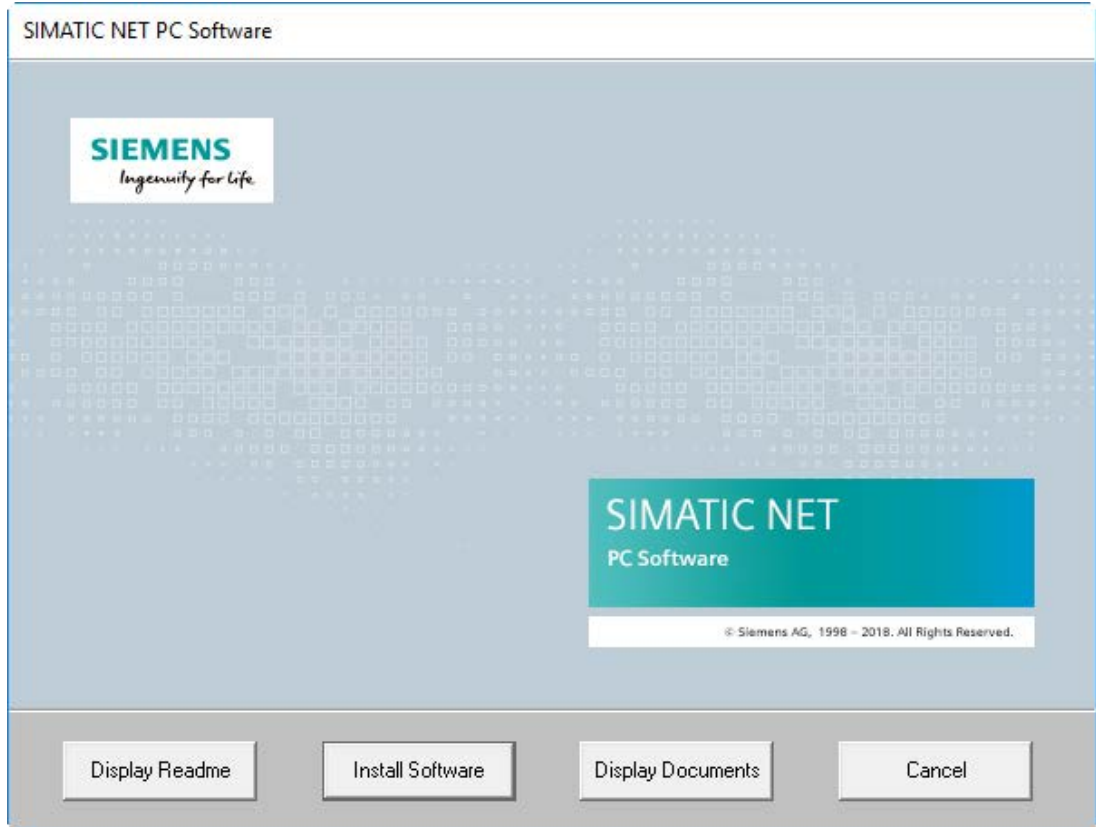 SIMATIC NET PC Software
SIEMENS
Ingenuity for life
SIMATIC NET
PC Software
© Siemens AG, 1998 – 2018. All Rights Reserved.
Display Readme
Install Software
Display Documents
Cancel